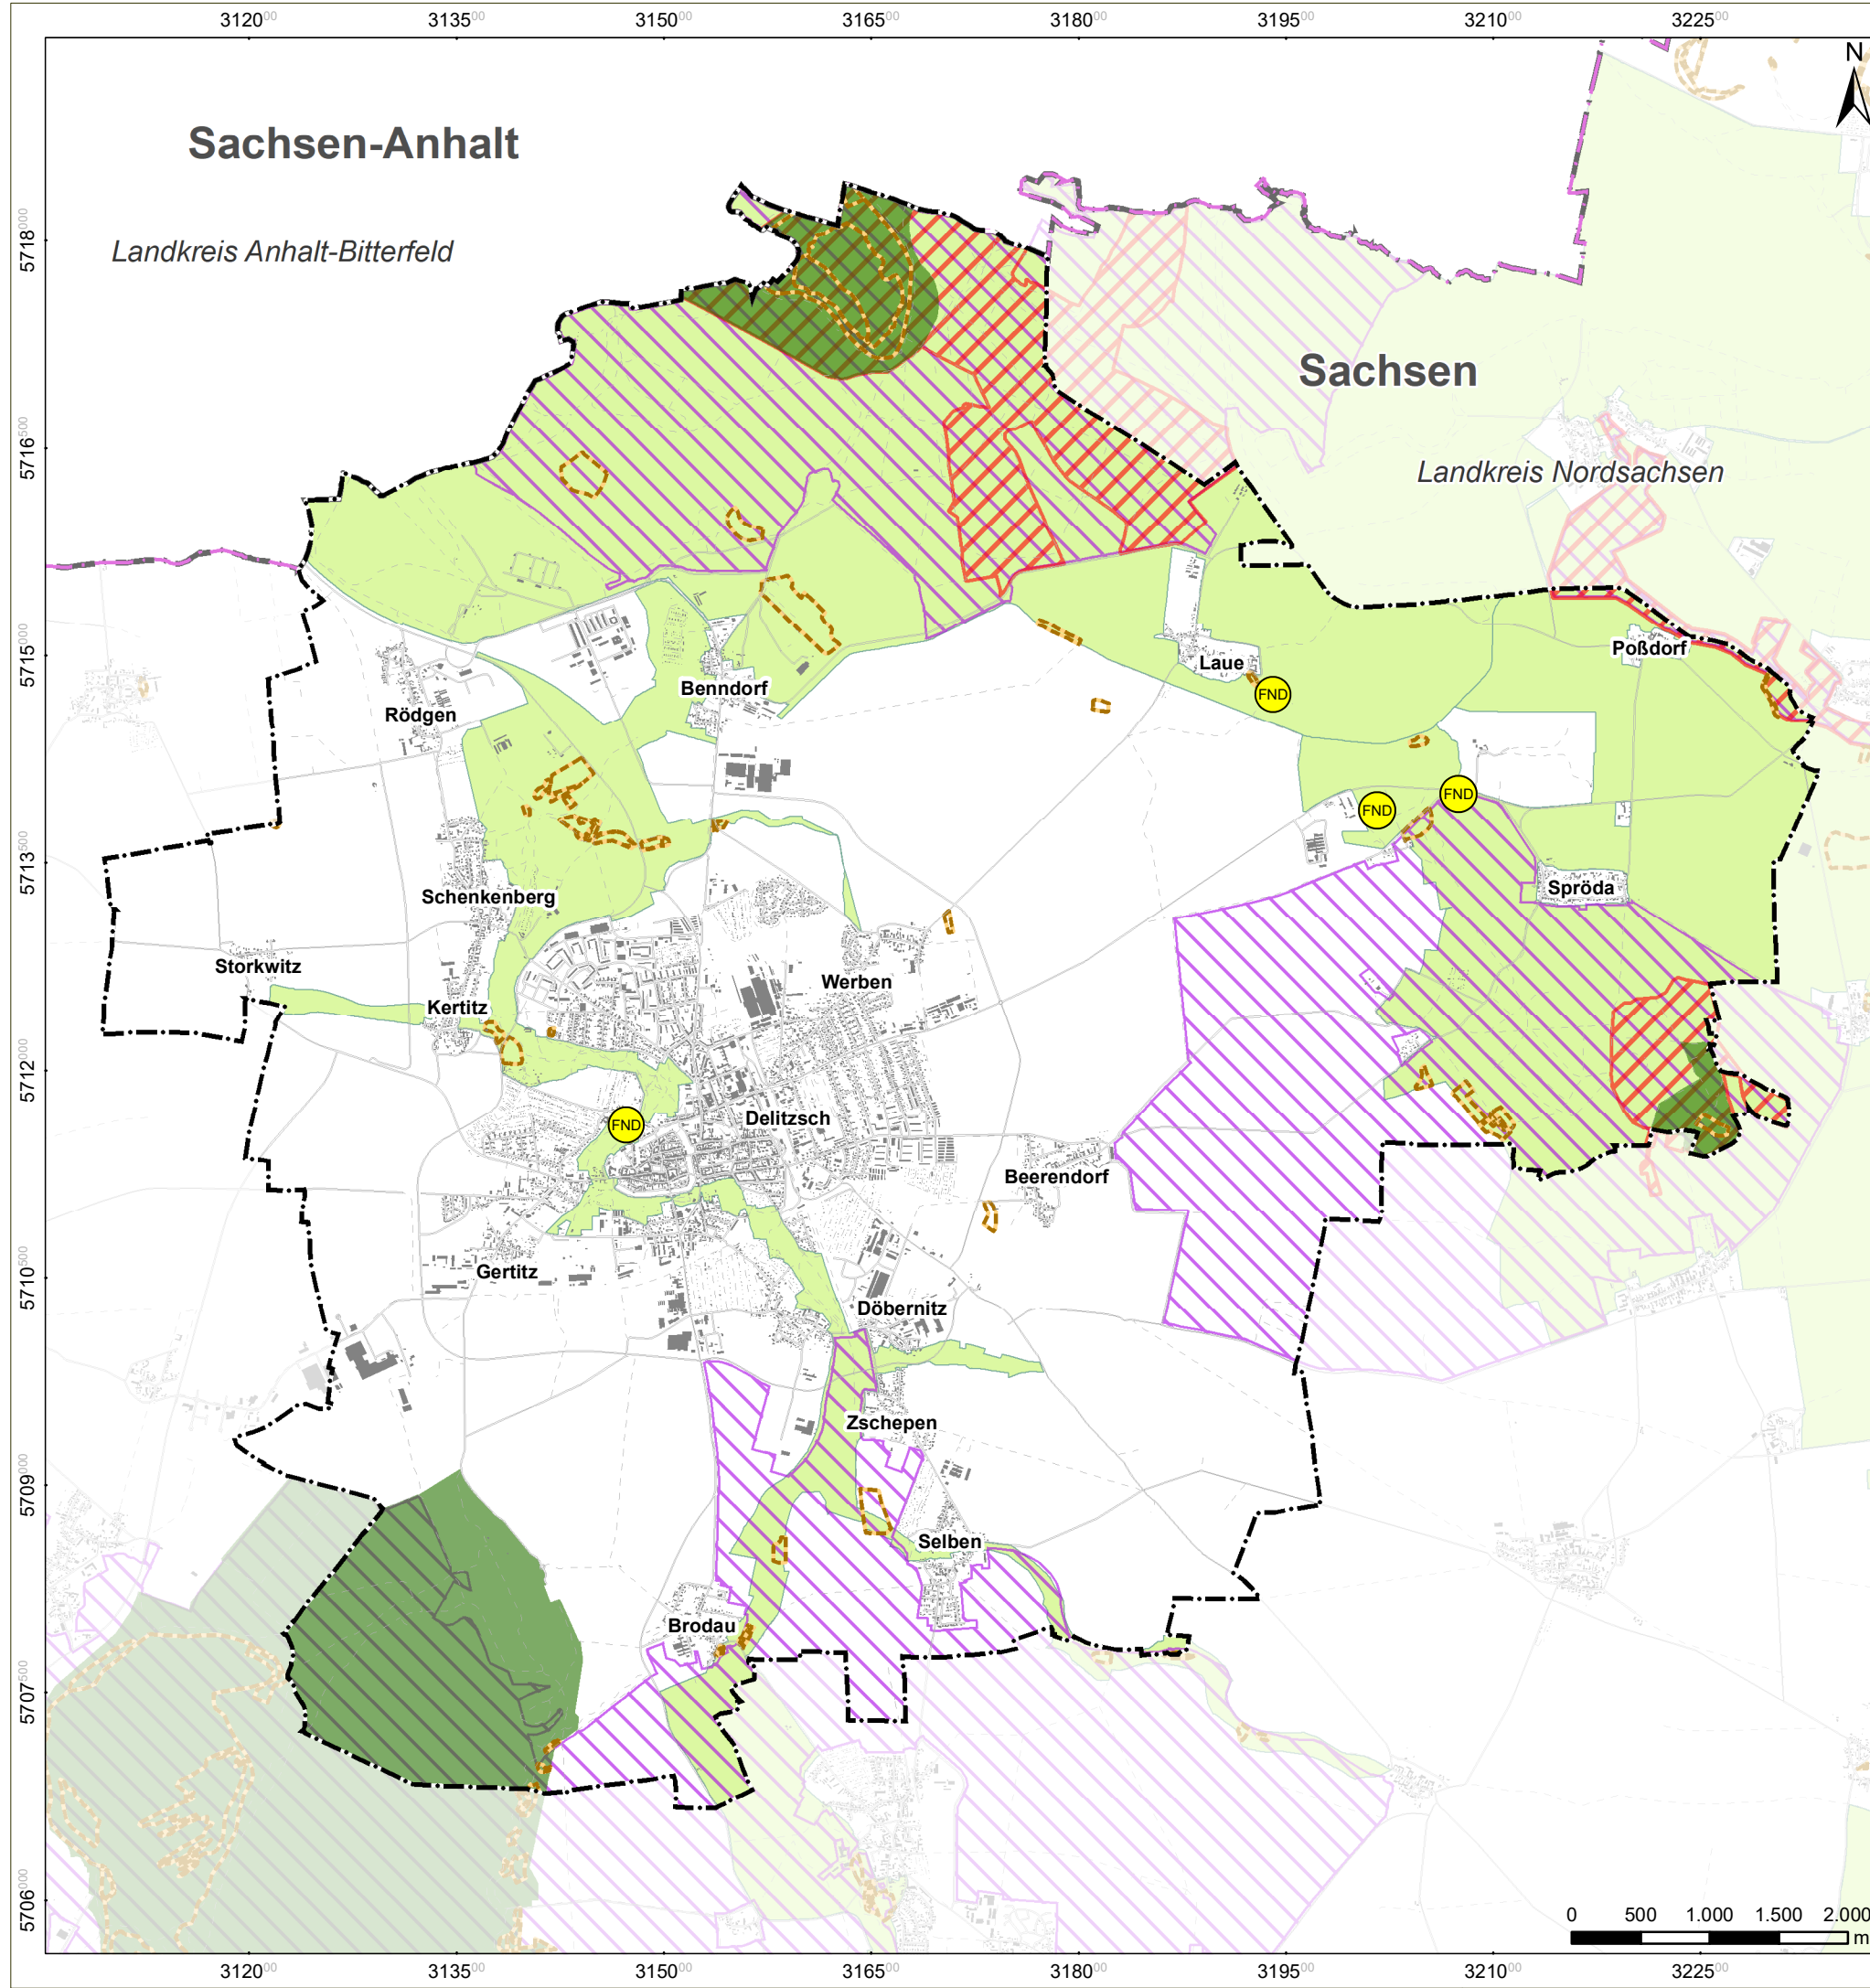 312000 313500 315000 316500 318000 319500 321000 322500
N
Sachsen-Anhalt
Landkreis Anhalt-Bitterfeld
5718000
Sachsen
5716500
Landkreis Nordsachsen
5715000
Poßdorf
Laue
Benndorf
FND
Rödgen
FND
FND
5713500
Spröda
Schenkenberg
Storkwitz
Werben
Kertitz
5712000
Delitzsch
FND
Beerendorf
5710500
Gertitz
Döbernitz
Zschepen
5709000
Selben
Brodau
5707500
5706000
0 500 1.000 1.500 2.000
m
312000 313500 315000 316500 318000 319500 321000 322500